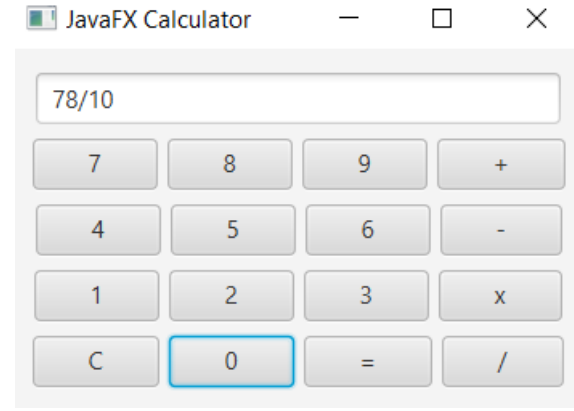 JavaFX Calculator
78/10
7 8 9 +
4 5 6 -
1 2 3 x
C 0 = /